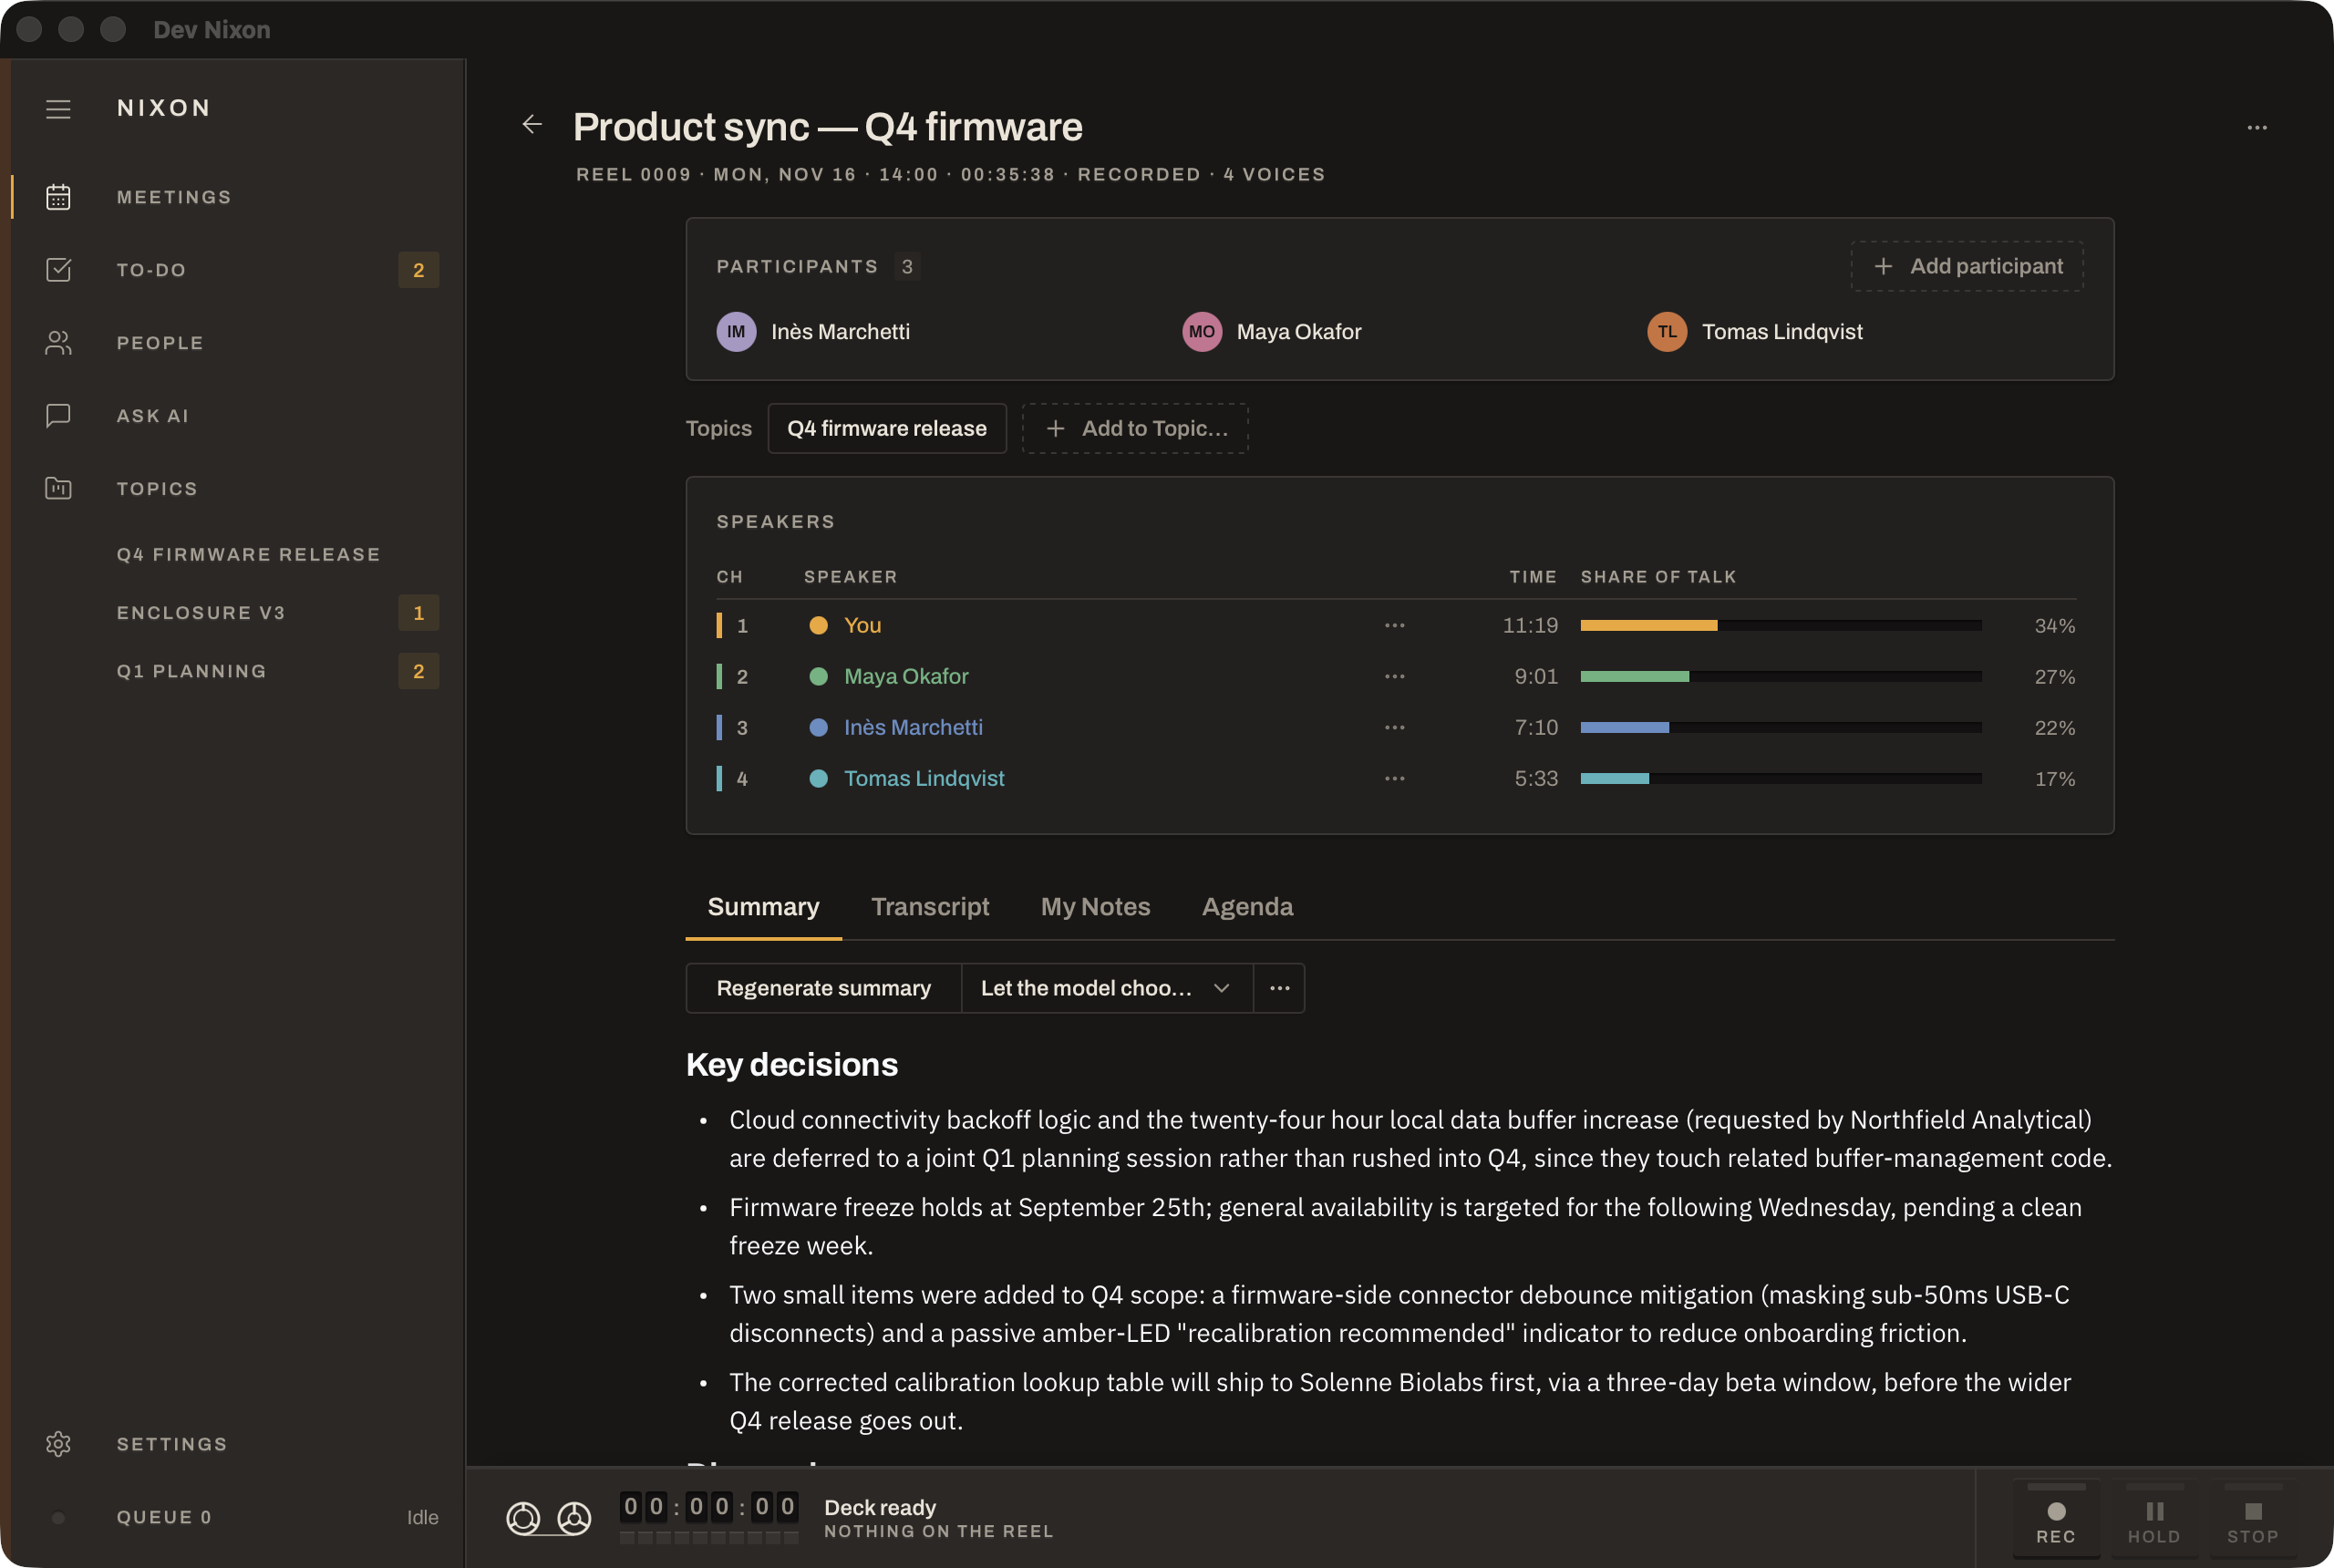 Dev Nixon
NIXON
MEETINGS
TO-DO 2
PEOPLE
ASK AI
TOPICS
Q4 FIRMWARE RELEASE
ENCLOSURE V3 1
Q1 PLANNING 2
SETTINGS
QUEUE 0 Idle
Product sync — Q4 firmware
REEL 0009 · MON, NOV 16 · 14:00 · 00:35:38 · RECORDED · 4 VOICES
PARTICIPANTS 3
Add participant
IM Inès Marchetti
MO Maya Okafor
TL Tomas Lindqvist
Topics Q4 firmware release Add to Topic...
SPEAKERS
CH SPEAKER TIME SHARE OF TALK
1 You 11:19 34%
2 Maya Okafor 9:01 27%
3 Inès Marchetti 7:10 22%
4 Tomas Lindqvist 5:33 17%
Summary Transcript My Notes Agenda
Regenerate summary Let the model choo...
Key decisions
• Cloud connectivity backoff logic and the twenty-four hour local data buffer increase (requested by Northfield Analytical)
are deferred to a joint Q1 planning session rather than rushed into Q4, since they touch related buffer-management code.
• Firmware freeze holds at September 25th; general availability is targeted for the following Wednesday, pending a clean
freeze week.
• Two small items were added to Q4 scope: a firmware-side connector debounce mitigation (masking sub-50ms USB-C
disconnects) and a passive amber-LED "recalibration recommended" indicator to reduce onboarding friction.
• The corrected calibration lookup table will ship to Solenne Biolabs first, via a three-day beta window, before the wider
Q4 release goes out.
00:00:00
Deck ready
NOTHING ON THE REEL
REC HOLD STOP